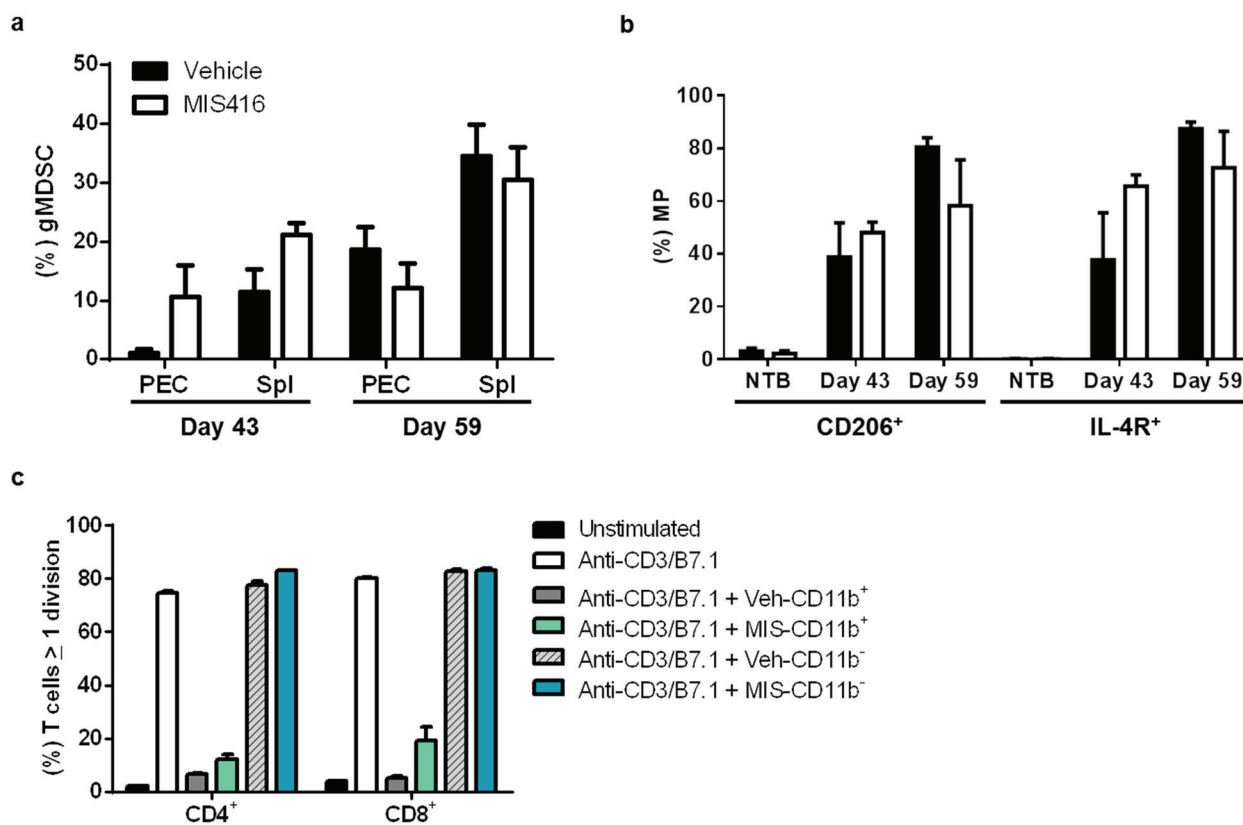 a
(%) gMDSC
50
40
30
20
10
0
Vehicle
MIS416
PEC Spl PEC Spl
Day 43 Day 59
b
(%) MP
100
80
60
40
20
0
NTB Day 43 Day 59 NTB Day 43 Day 59
CD206⁺ IL-4R⁺
c
(%) T cells ≥ 1 division
100
80
60
40
20
0
CD4⁺ CD8⁺
Unstimulated
Anti-CD3/B7.1
Anti-CD3/B7.1 + Veh-CD11b⁺
Anti-CD3/B7.1 + MIS-CD11b⁺
Anti-CD3/B7.1 + Veh-CD11b⁻
Anti-CD3/B7.1 + MIS-CD11b⁻